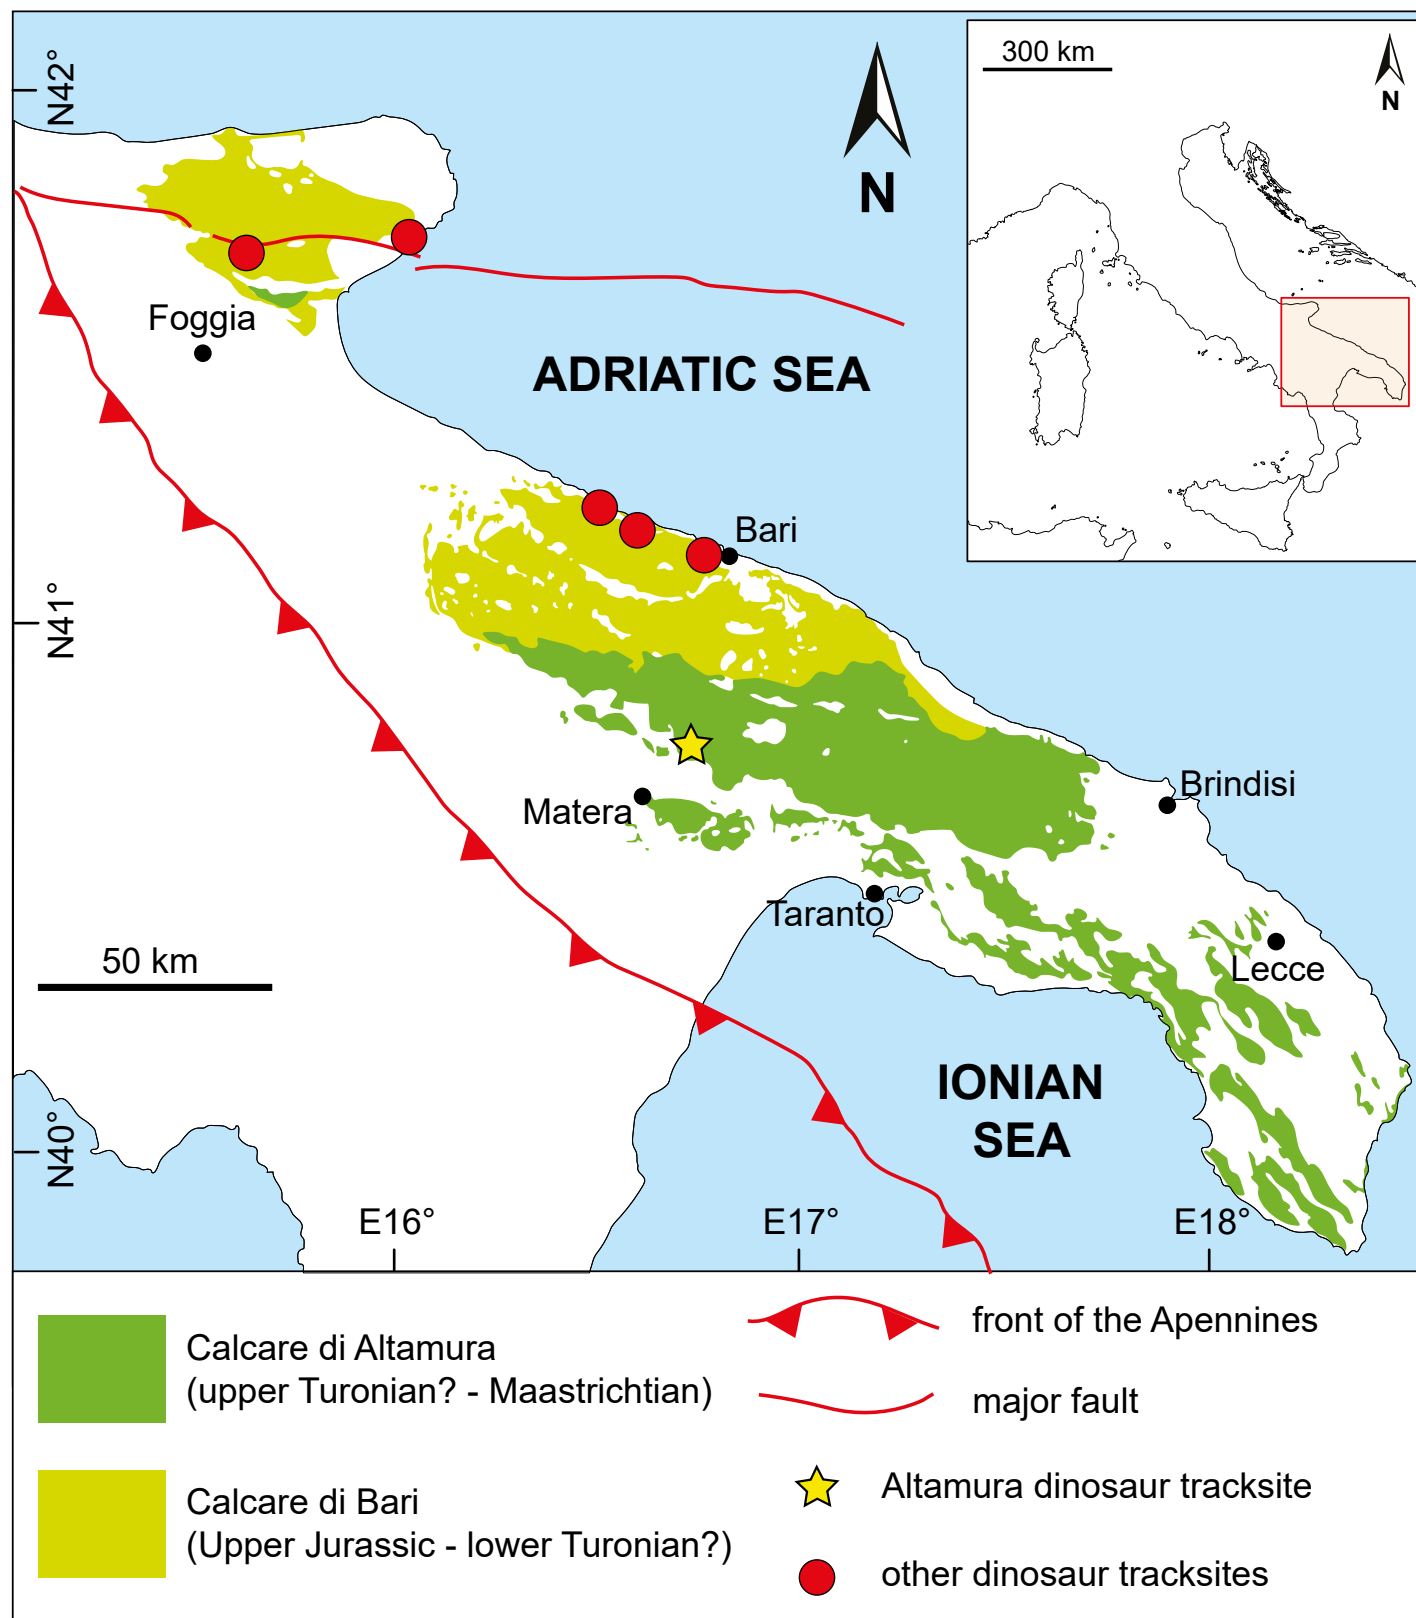 300 km
N
N42°
N
Foggia
ADRIATIC SEA
Bari
N41°
Brindisi
Matera
Taranto
Lecce
50 km
IONIAN
SEA
N40°
E16°
E17°
E18°
Calcare di Altamura
(upper Turonian? - Maastrichtian)
Calcare di Bari
(Upper Jurassic - lower Turonian?)
front of the Apennines
major fault
Altamura dinosaur tracksite
other dinosaur tracksites